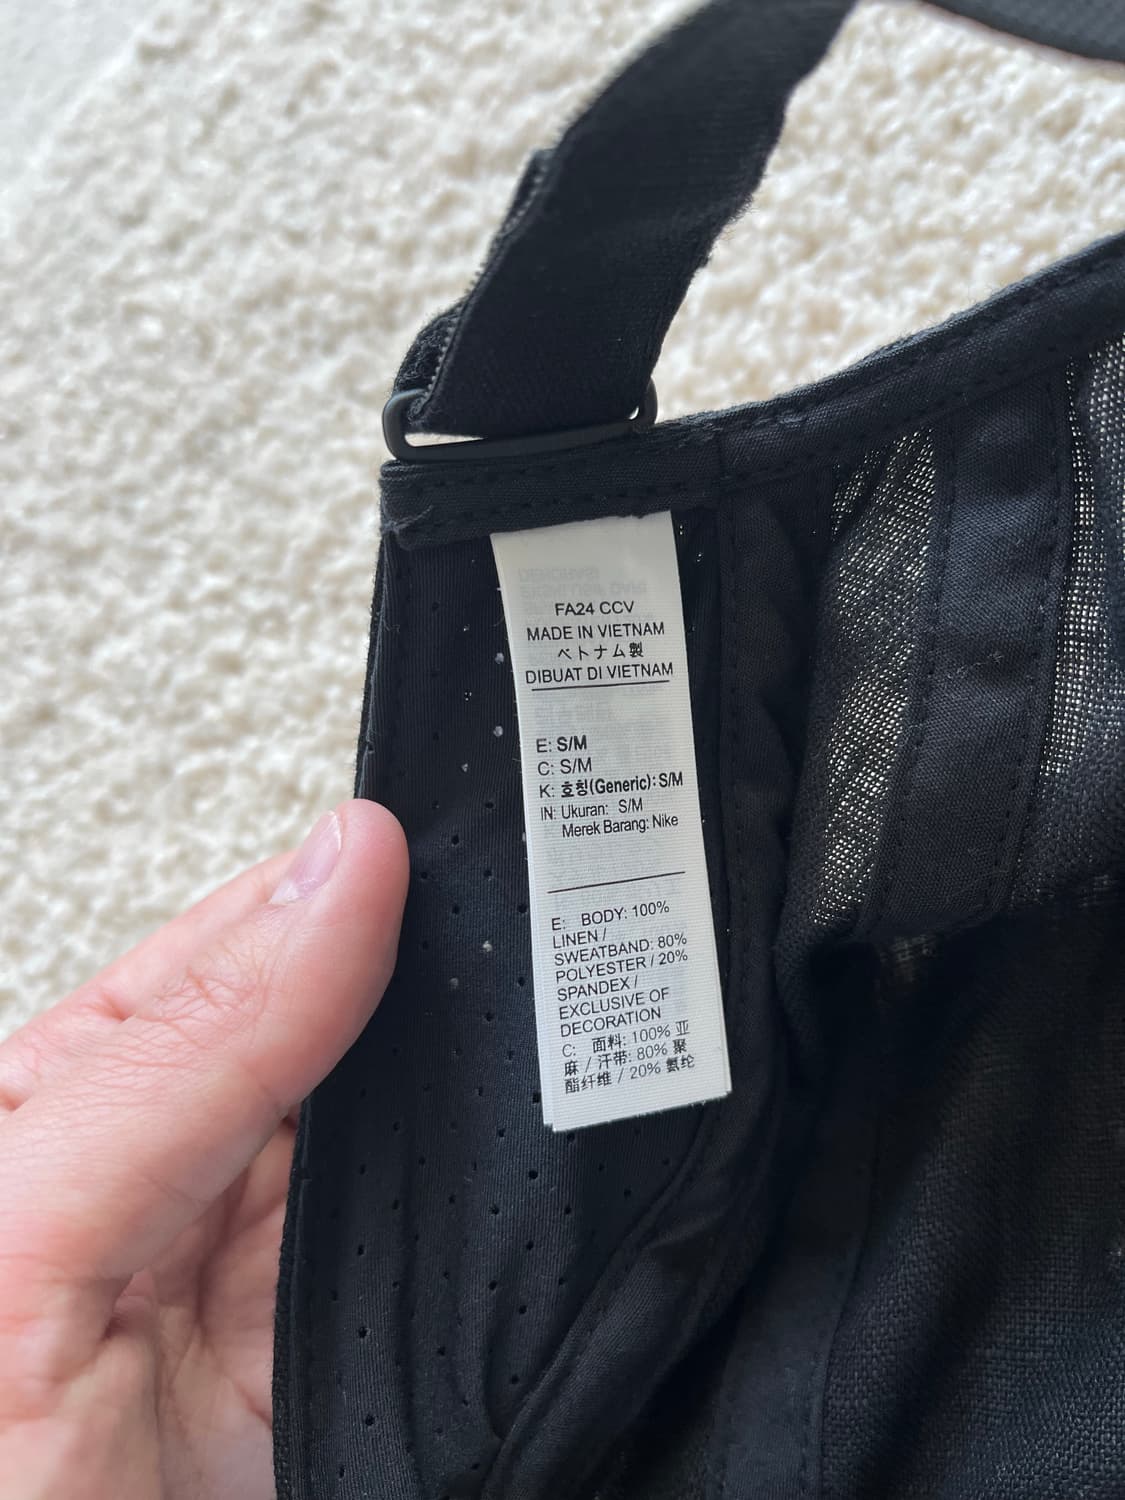 FA24 CCV
MADE IN VIETNAM
ベトナム製
DIBUAT DI VIETNAM
E: S/M
C: S/M
K: 호칭(Generic): S/M
IN: Ukuran: S/M
Merek Barang: Nike
E: BODY: 100%
LINEN /
SWEATBAND: 80%
POLYESTER / 20%
SPANDEX /
EXCLUSIVE OF
DECORATION
C: 面料: 100% 亚
麻 / 汗带: 80% 聚
酯纤维 / 20% 氨纶